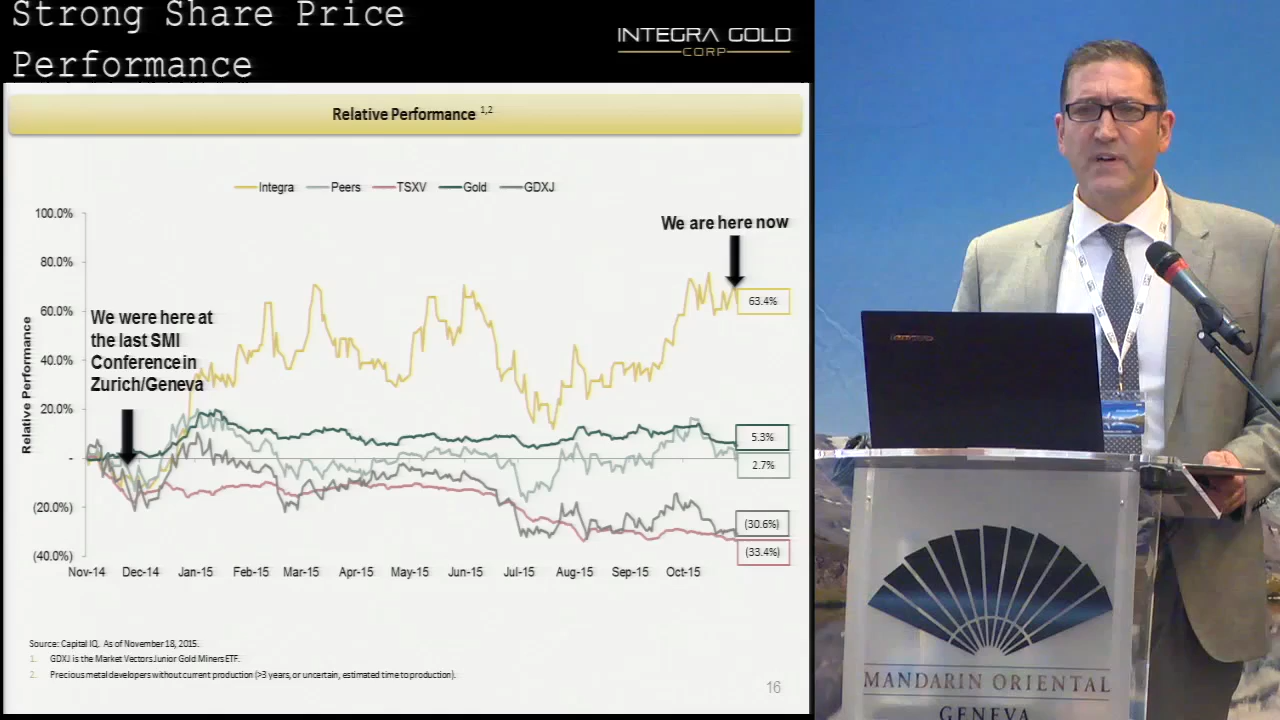 Strong Share Price
Performance
INTEGRA GOLD
CORP
Relative Performance 1,2
Integra Peers TSXV Gold GDXJ
Relative Performance
100.0%
80.0%
60.0%
40.0%
20.0%
-
(20.0%)
(40.0%)
We were here at
the last SMI
Conference in
Zurich/Geneva
We are here now
63.4%
5.3%
2.7%
(30.6%)
(33.4%)
Nov-14 Dec-14 Jan-15 Feb-15 Mar-15 Apr-15 May-15 Jun-15 Jul-15 Aug-15 Sep-15 Oct-15
Source: Capital IQ. As of November 18, 2015.
1. GDXJ is the Market Vectors Junior Gold Miners ETF.
2. Precious metal developers without current production (>3 years, or uncertain, estimated time to production).
16
MANDARIN ORIENTAL
GENEVA